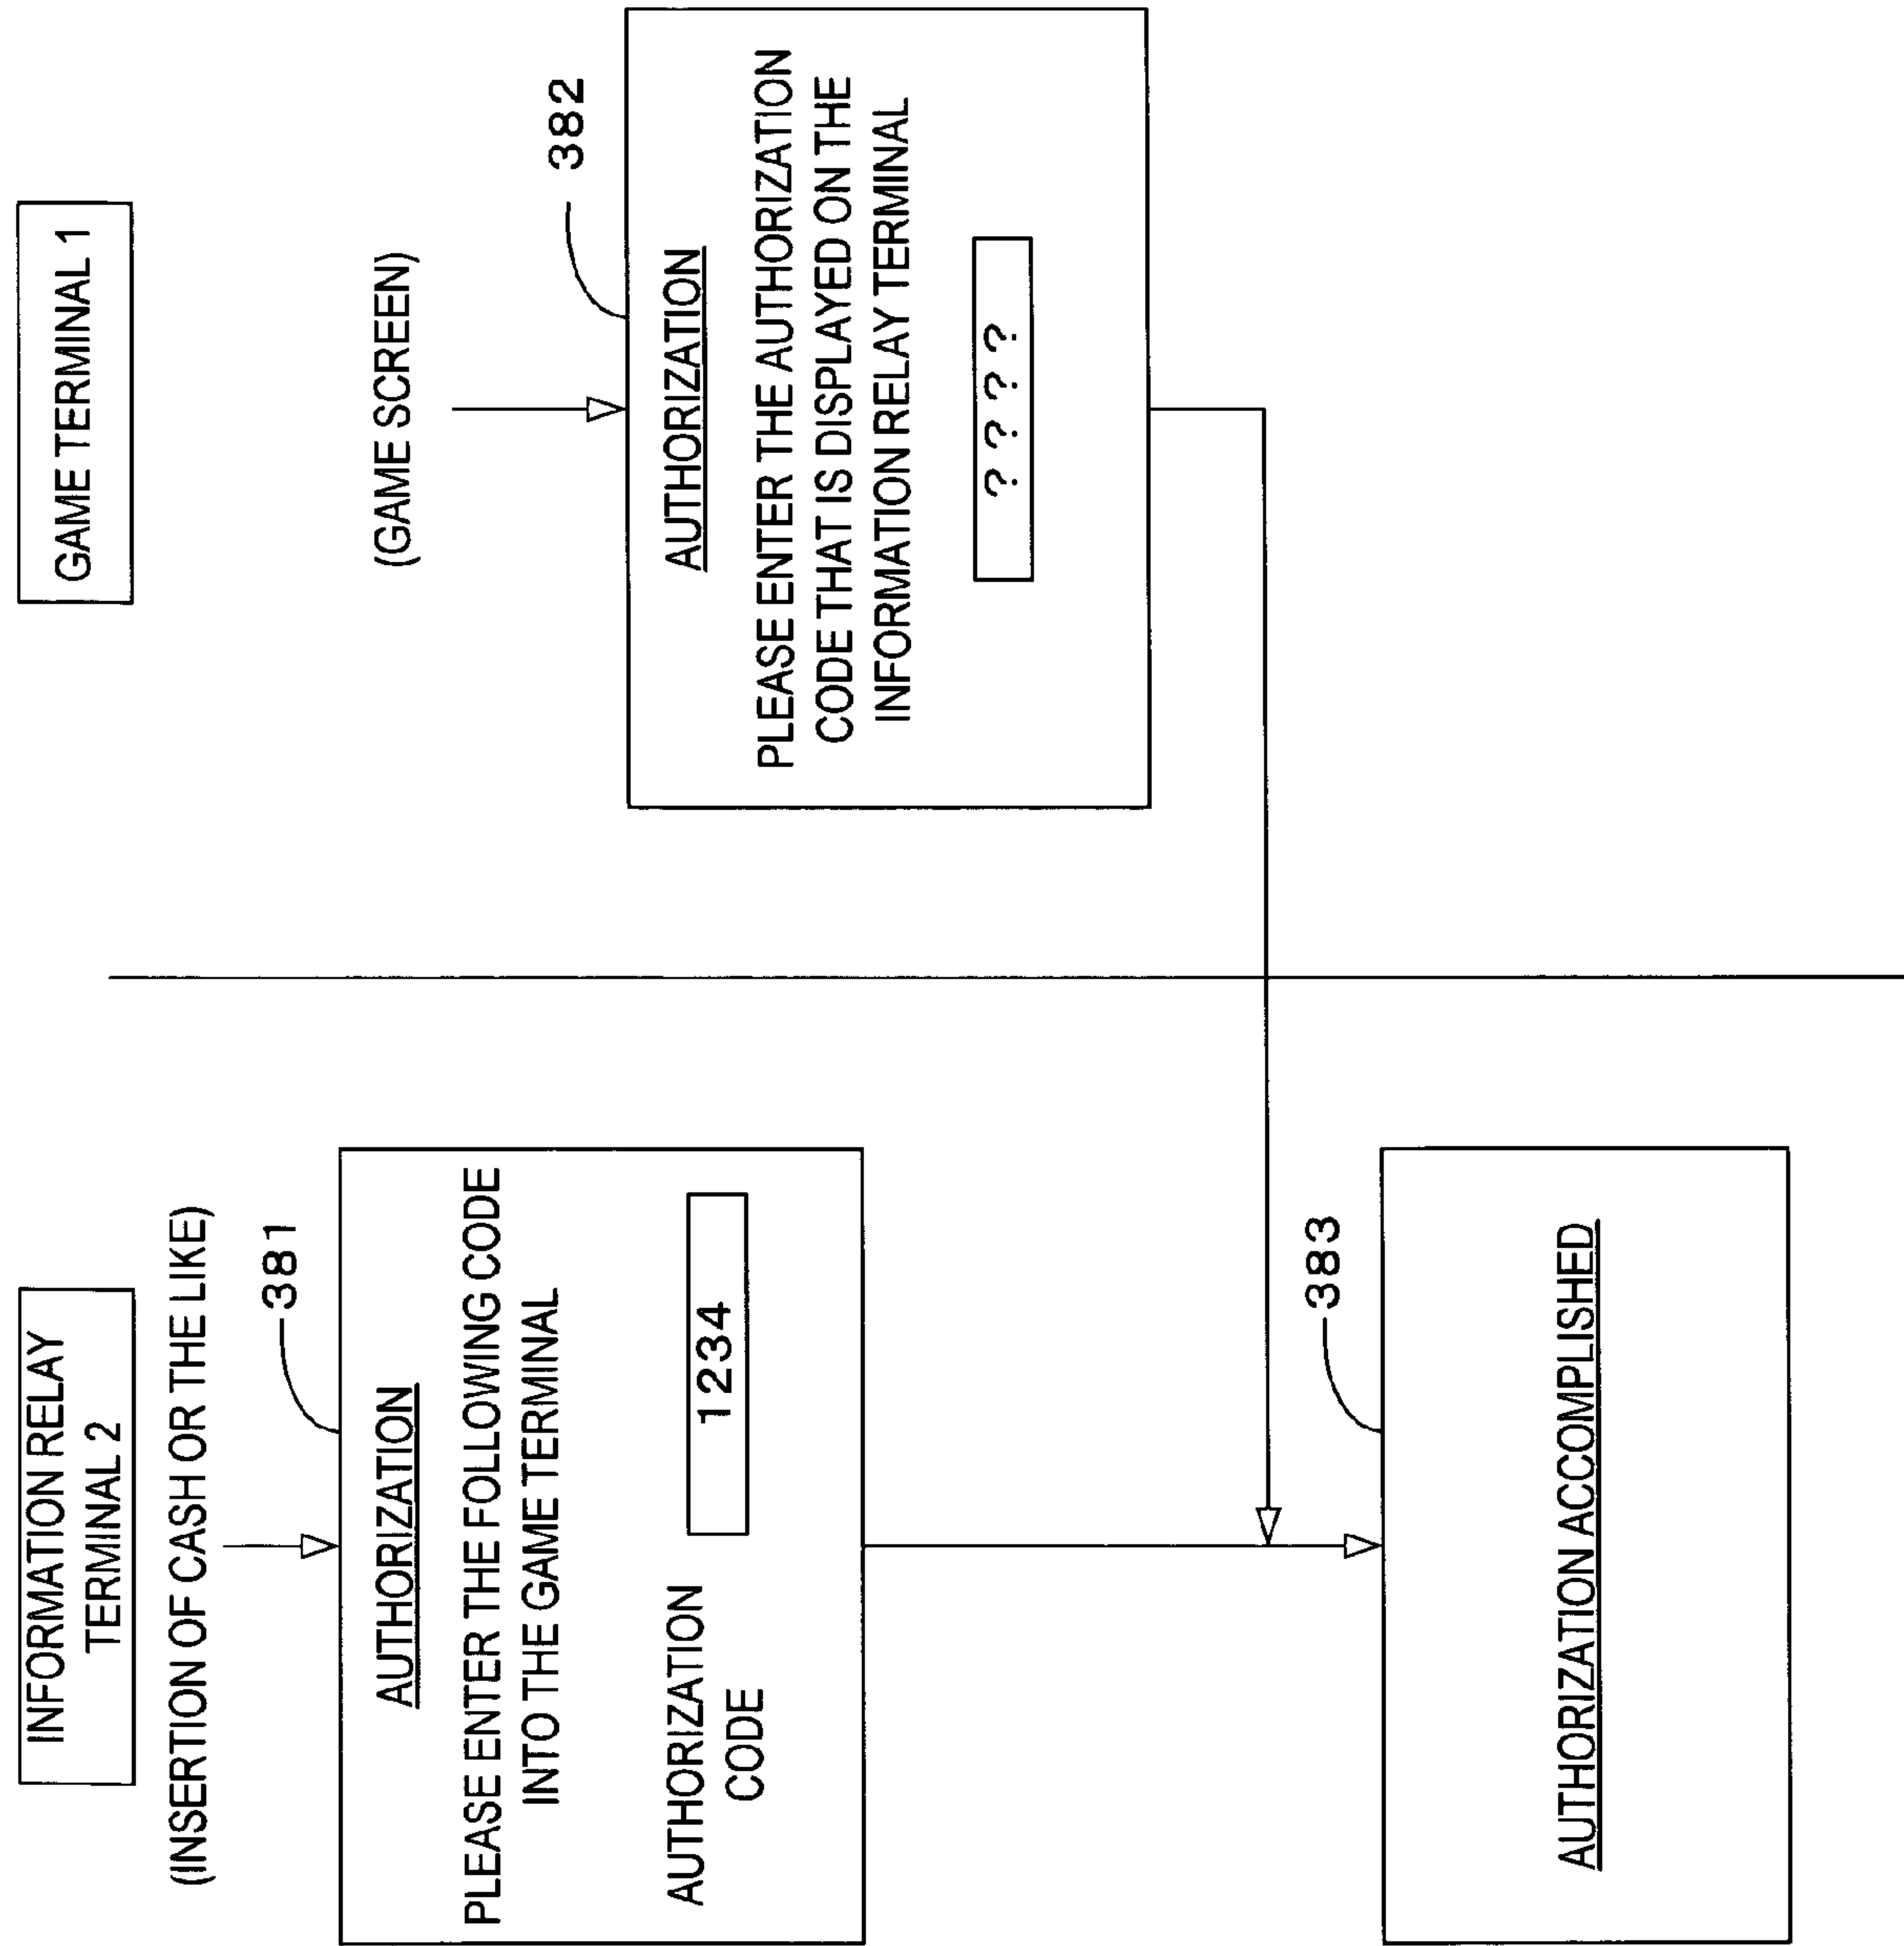 INFORMATION RELAY
TERMINAL 2
(INSERTION OF CASH OR THE LIKE)
381
AUTHORIZATION
PLEASE ENTER THE FOLLOWING CODE
INTO THE GAME TERMINAL
AUTHORIZATION
CODE
1234
383
AUTHORIZATION ACCOMPLISHED
GAME TERMINAL 1
(GAME SCREEN)
382
AUTHORIZATION
PLEASE ENTER THE AUTHORIZATION
CODE THAT IS DISPLAYED ON THE
INFORMATION RELAY TERMINAL
? ? ? ?